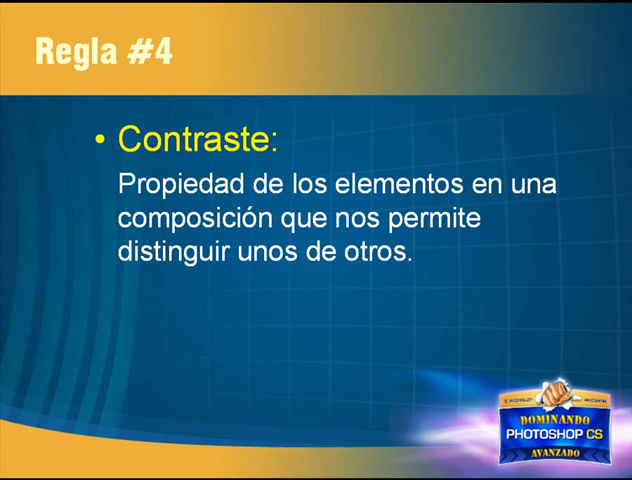 Regla #4
• Contraste:
Propiedad de los elementos en una
composición que nos permite
distinguir unos de otros.
DOMINANDO
PHOTOSHOP CS
AVANZADO